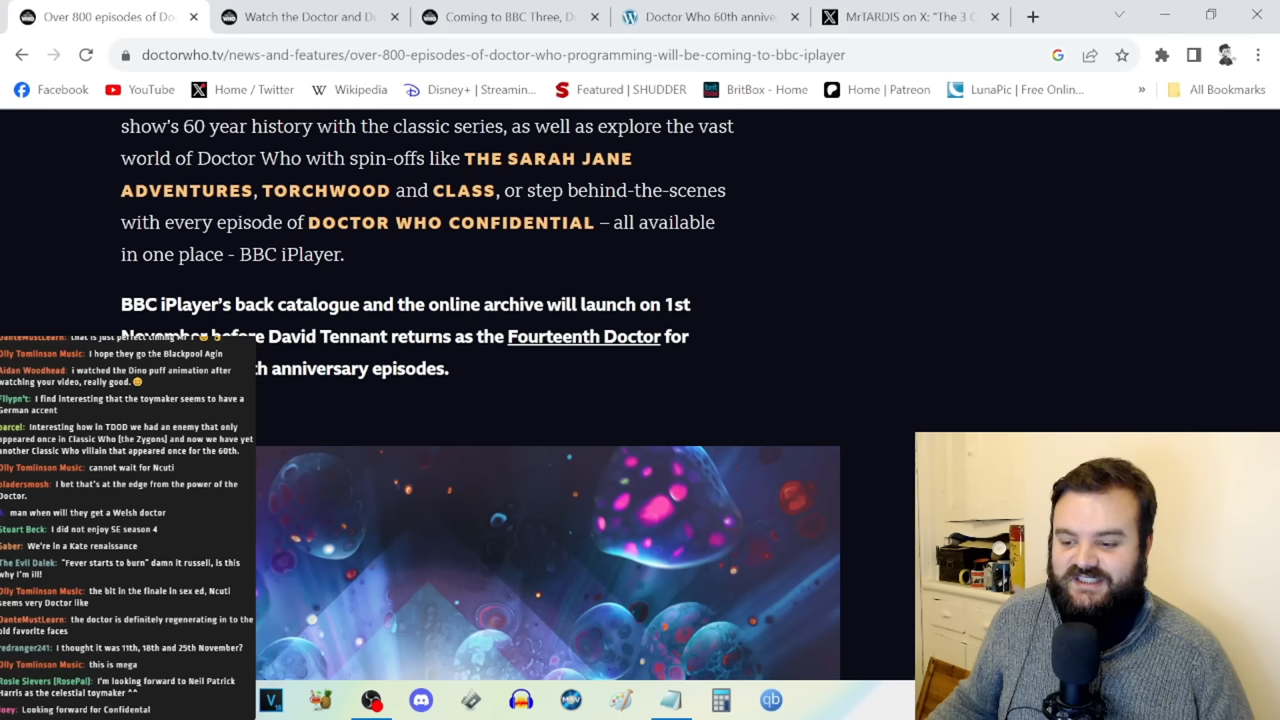 Over 800 episodes of Do
Watch the Doctor and D
Coming to BBC Three, D
Doctor Who 60th annive
MrTARDIS on X: "The 3 C
doctorwho.tv/news-and-features/over-800-episodes-of-doctor-who-programming-will-be-coming-to-bbc-iplayer
Facebook
YouTube
Home / Twitter
Wikipedia
Disney+ | Streamin...
Featured | SHUDDER
BritBox - Home
Home | Patreon
LunaPic | Free Onlin...
»
All Bookmarks
show's 60 year history with the classic series, as well as explore the vast
world of Doctor Who with spin-offs like THE SARAH JANE
ADVENTURES, TORCHWOOD and CLASS, or step behind-the-scenes
with every episode of DOCTOR WHO CONFIDENTIAL – all available
in one place - BBC iPlayer.
BBC iPlayer's back catalogue and the online archive will launch on 1st
November before David Tennant returns as the Fourteenth Doctor for
h anniversary episodes.
DanteMustLearn: that is just perfect timing Mr T
Olly Tomlinson Music: I hope they go the Blackpool Agin
Aidan Woodhead: i watched the Dino puff animation after
watching your video, really good.
Fllypn't: I find interesting that the toymaker seems to have a
German accent
parcel: Interesting how in TDOD we had an enemy that only
appeared once in Classic Who [the Zygons] and now we have yet
another Classic Who villain that appeared once for the 60th.
Olly Tomlinson Music: cannot wait for Ncuti
bladersmosh: I bet that's at the edge from the power of the
Doctor.
man when will they get a Welsh doctor
Stuart Beck: I did not enjoy SE season 4
Saber: We're in a Kate renaissance
The Evil Dalek: "Fever starts to burn" damn it russell, is this
why I'm ill!
Olly Tomlinson Music: the bit in the finale in sex ed, Ncuti
seems very Doctor like
DanteMustLearn: the doctor is definitely regenerating in to the
old favorite faces
redranger241: I thought it was 11th, 18th and 25th November?
Olly Tomlinson Music: this is mega
Rosie Sievers [RosePal]: I'm looking forward to Neil Patrick
Harris as the celestial toymaker ^^
Joey: Looking forward for Confidental